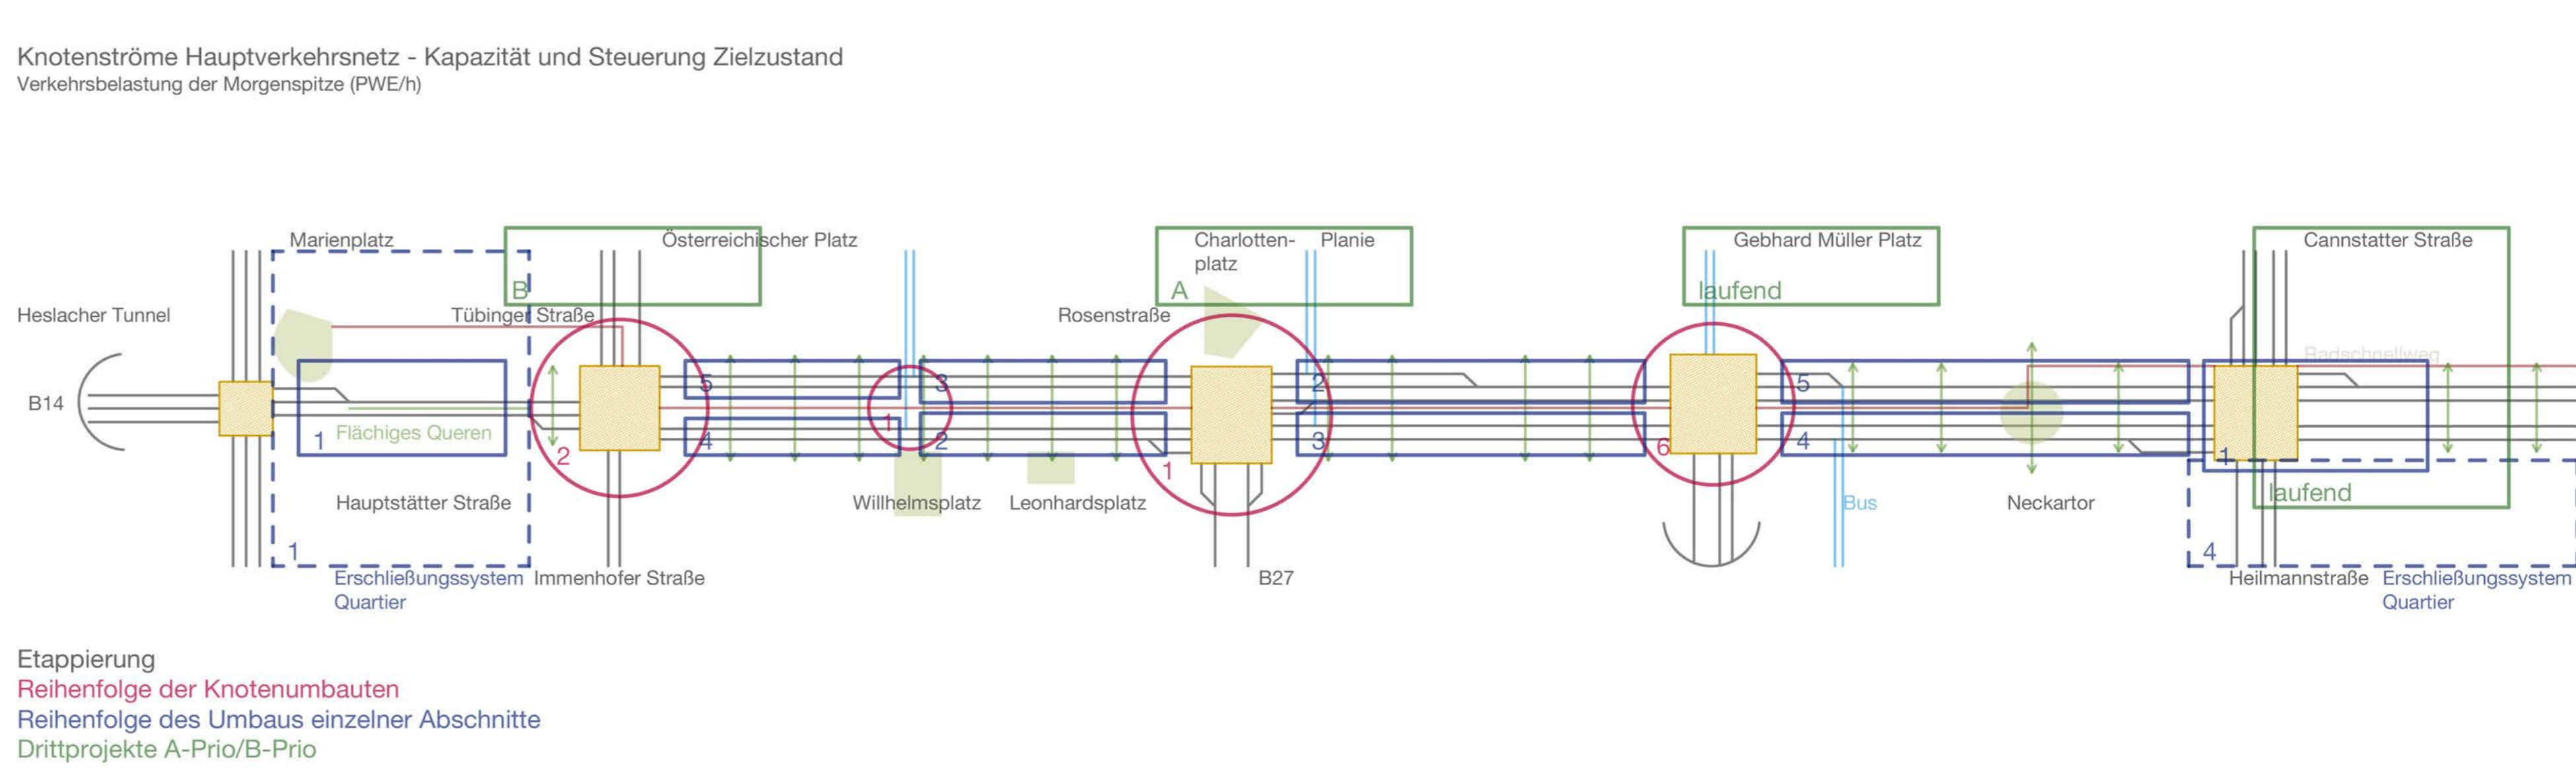 Knotenströme Hauptverkehrsnetz - Kapazität und Steuerung Zielzustand
Verkehrsbelastung der Morgenspitze (PWE/h)
Marienplatz
Österreichischer Platz
Charlotten-
platz
Planie
Gebhard Müller Platz
Cannstatter Straße
B
A
laufend
Heslacher Tunnel
Tübinger Straße
Rosenstraße
Radschnellweg
B14
5
3
2
5
1
1
Flächiges Queren
2
4
2
1
3
6
4
1
Hauptstätter Straße
Willhelmsplatz
Leonhardsplatz
Bus
Neckartor
laufend
1
4
Erschließungssystem
Quartier
Immenhofer Straße
B27
Heilmannstraße
Erschließungssystem
Quartier
Etappierung
Reihenfolge der Knotenumbauten
Reihenfolge des Umbaus einzelner Abschnitte
Drittprojekte A-Prio/B-Prio